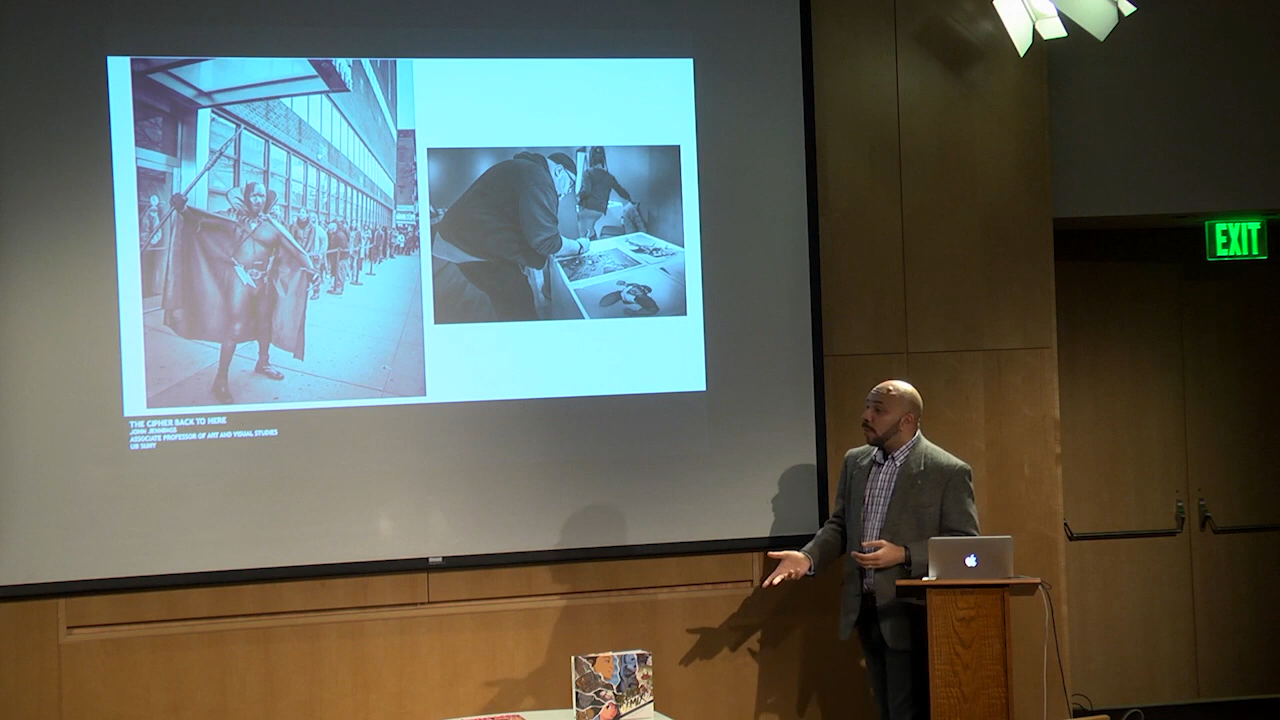 THE CIPHER BACK TO HERE
JOHN JENNINGS
ASSOCIATE PROFESSOR OF ART AND VISUAL STUDIES
UB SUNY
EXIT